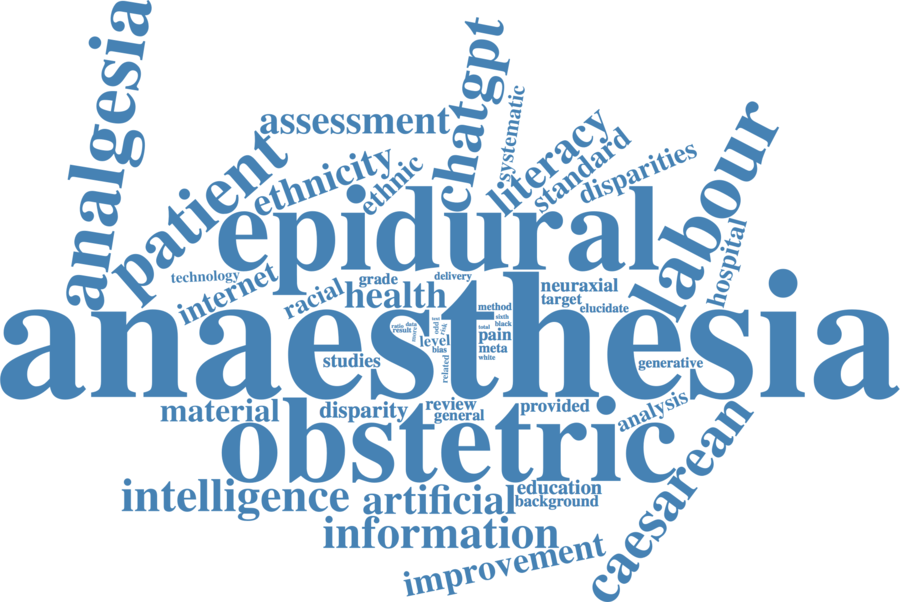 analgesia
chatgpt
systematic
assessment
literacy
standard
disparities
labour
patient
ethnicity
ethnic
epidural
hospital
technology
internet
racial
grade
health
delivery
neuraxial
target
elucidate
method
sixth
black
total
pain
meta
white
ratio
data
result
odd
risk
level
bias
related
anaesthesia
studies
generative
material
disparity
review
general
provided
analysis
obstetric
caesarean
intelligence
artificial
education
background
information
improvement